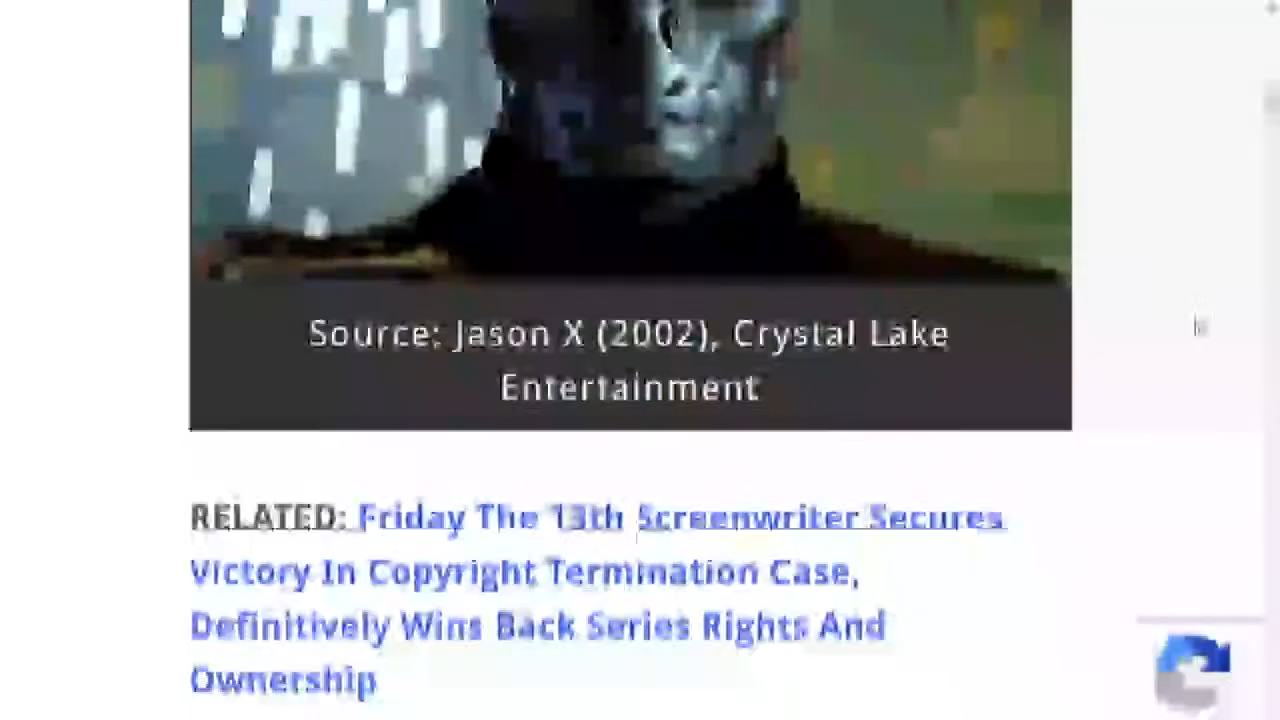 Source: Jason X (2002), Crystal Lake
Entertainment
RELATED: Friday The 13th Screenwriter Secures
Victory In Copyright Termination Case,
Definitively Wins Back Series Rights And
Ownership